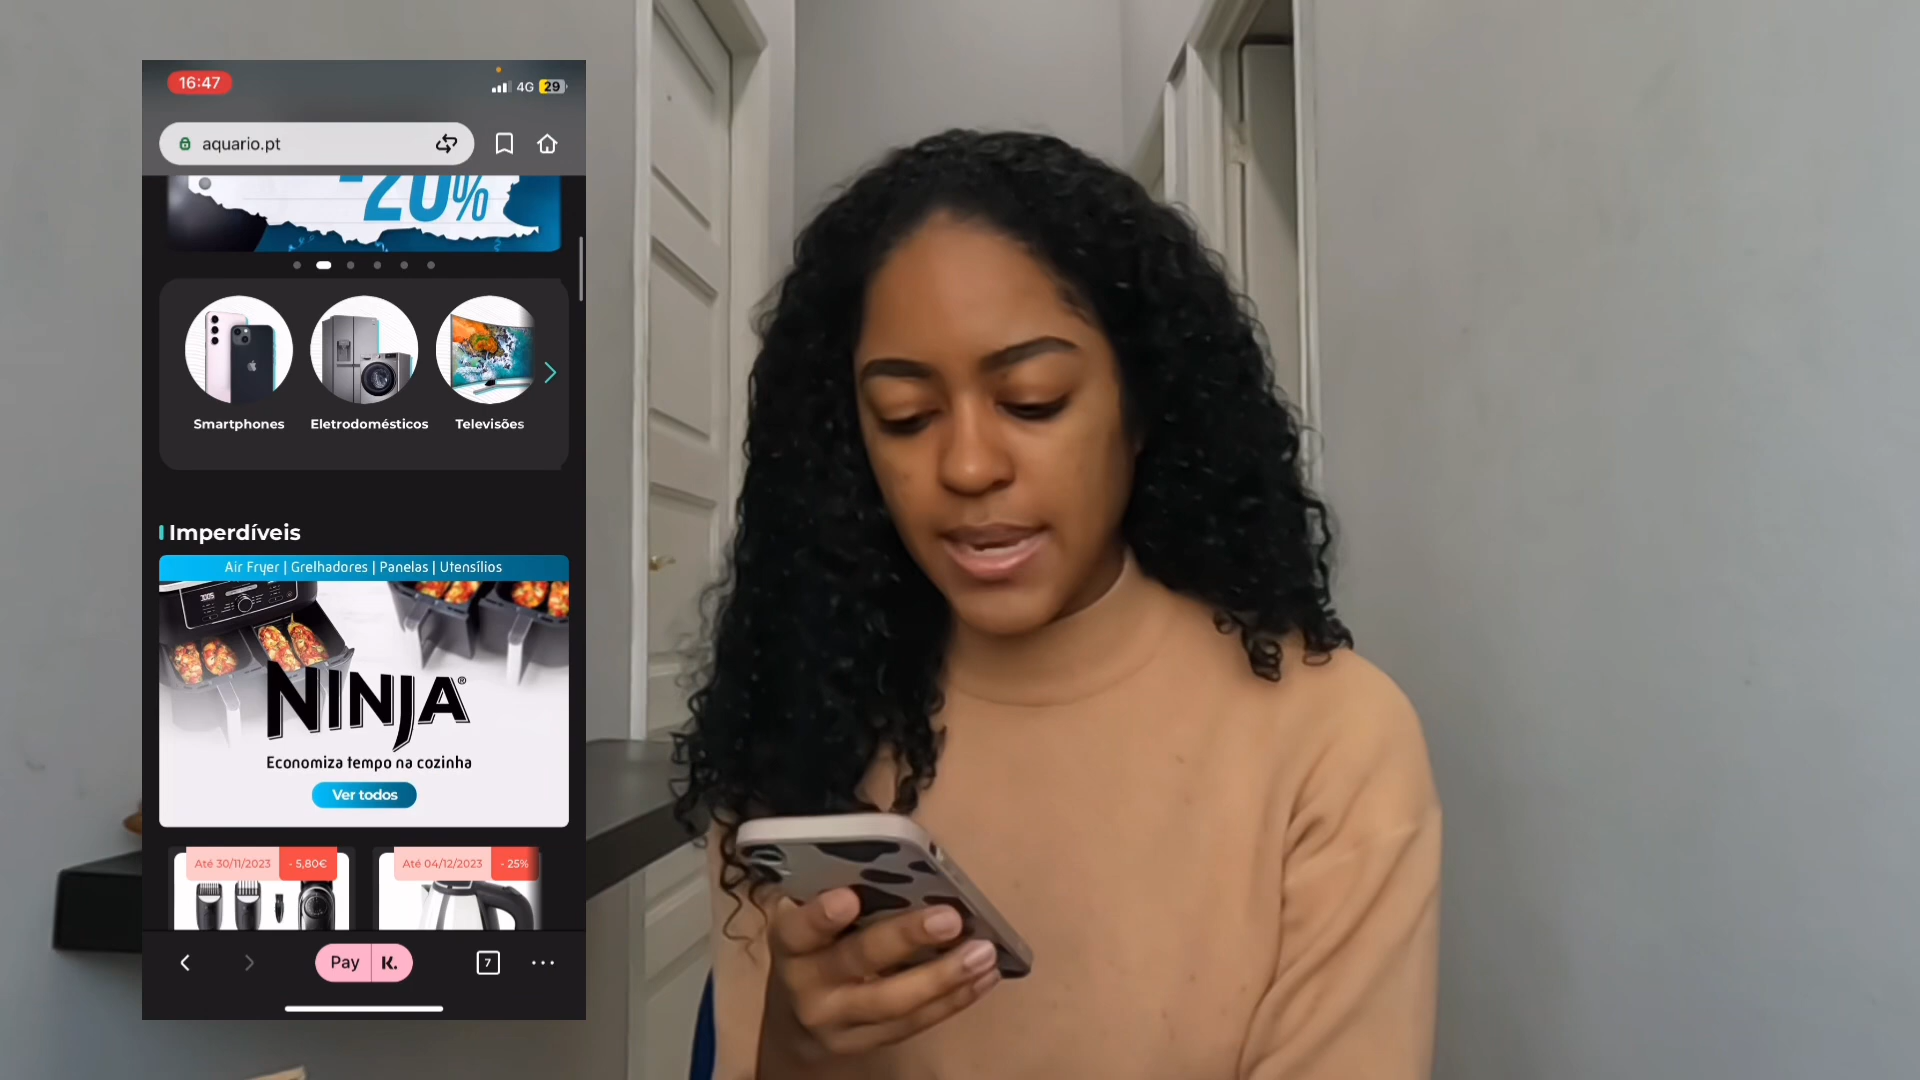 16:47
4G 29
aquario.pt
-20%
Smartphones
Eletrodomésticos
Televisões
Imperdíveis
Air Fryer | Grelhadores | Panelas | Utensílios
NINJA®
Economiza tempo na cozinha
Ver todos
Até 30/11/2023 - 5,80€
Até 04/12/2023 - 25%
Pay K.
7